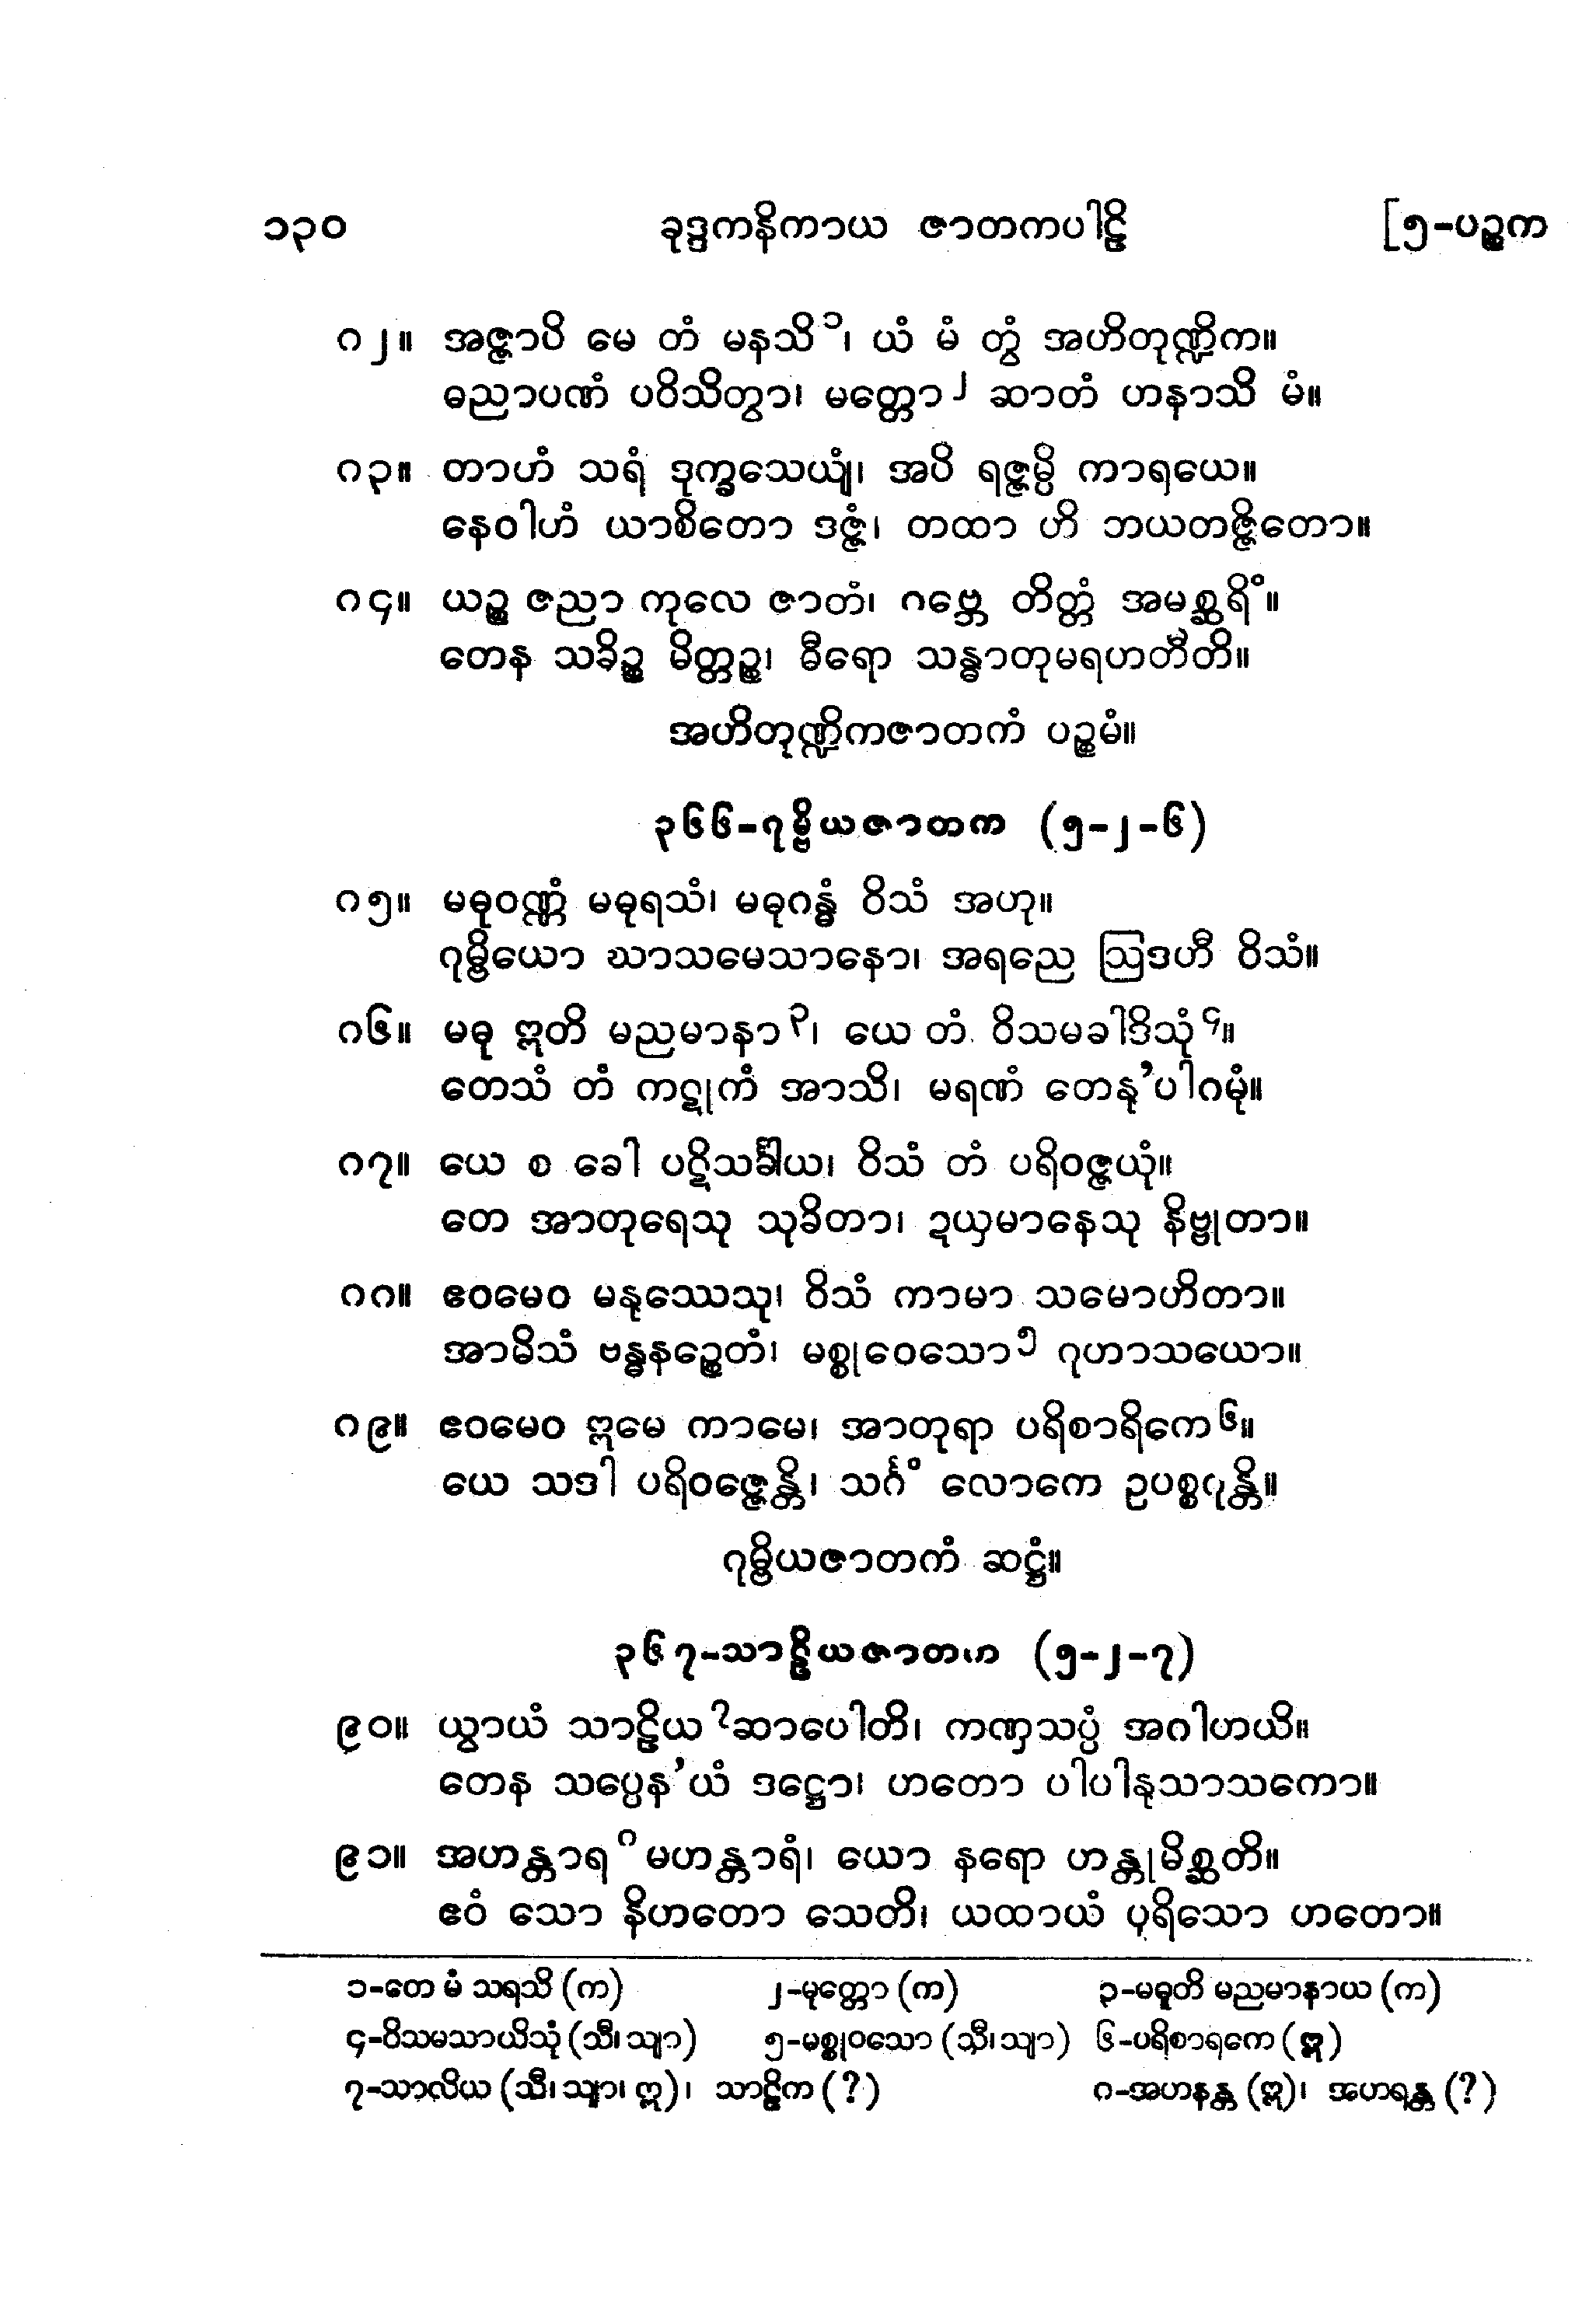 ၁၃၀ ခုဒ္ဒကနိကာယ ဇာတကပါဠိ [၅-ပဉ္စက
၈၂။ အဇ္ဇာပိ မေ တံ မနသိ၁၊ ယံ မံ တွံ အဟိတုဏ္ဍိက။
ဓညာပဏံ ပဝိသိတွာ၊ မတ္တော၂ ဆာတံ ဟနာသိ မံ။
၈၃။ တာဟံ သရံ ဒုက္ခသေယျံ၊ အပိ ရဇ္ဇမ္ပိ ကာရယေ။
နေဝါဟံ ယာစိတော ဒဇ္ဇံ၊ တထာ ဟိ ဘယတဇ္ဇိတော။
၈၄။ ယဉ္စ ဇညာ ကုလေ ဇာတံ၊ ဂဗ္ဘေ တိတ္တံ အမစ္ဆရိံ။
တေန သခိဉ္စ မိတ္တဉ္စ၊ ဓီရော သန္ဓာတုမရဟတီတိ။
အဟိတုဏ္ဍိကဇာတကံ ပဉ္စမံ။
၃၆၆-ဂုမ္ဗိယဇာတက (၅-၂-၆)
၈၅။ မဓုဝဏ္ဏံ မဓုရသံ၊ မဓုဂန္ဓံ ဝိသံ အဟု။
ဂုမ္ဗိယော ဃာသမေသာနော၊ အရညေ ဩဒဟီ ဝိသံ။
၈၆။ မဓု ဣတိ မညမာနာ၃၊ ယေ တံ ဝိသမခါဒိသုံ၄။
တေသံ တံ ကဋုကံ အာသိ၊ မရဏံ တေနု’ပါဂမုံ။
၈၇။ ယေ စ ခေါ ပဋိသင်္ခါယ၊ ဝိသံ တံ ပရိဝဇ္ဇယုံ။
တေ အာတုရေသု သုခိတာ၊ ဍယှမာနေသု နိဗ္ဗုတာ။
၈၈။ ဧဝမေဝ မနုဿေသု၊ ဝိသံ ကာမာ သမောဟိတာ။
အာမိသံ ဗန္ဓနဉ္စေတံ၊ မစ္စုဝေသော၅ ဂုဟာသယော။
၈၉။ ဧဝမေဝ ဣမေ ကာမေ၊ အာတုရာ ပရိစာရိကေ၆။
ယေ သဒါ ပရိဝဇ္ဇေန္တိ၊ သင်္ဂံ လောကေ ဥပစ္စဂုန္တိ။
ဂုမ္ဗိယဇာတကံ ဆဋ္ဌံ။
၃၆၇-သာဠိယဇာတက (၅-၂-၇)
၉၀။ ယွာယံ သာဠိယ၇ဆာပေါတိ၊ ကဏှသပ္ပံ အဂါဟယိ။
တေန သပ္ပေန’ယံ ဒဋ္ဌော၊ ဟတော ပါပါနုသာသကော။
၉၁။ အဟန္တာရ၈မဟန္တာရံ၊ ယော နရော ဟန္တုမိစ္ဆတိ။
ဧဝံ သော နိဟတော သေတိ၊ ယထာယံ ပုရိသော ဟတော။
၁-တေ မံ သရသိ (က) ၂-မုတ္တော (က) ၃-မဓူတိ မညမာနာယ (က)
၄-ဝိသမသာယိသုံ (သီ၊ သျာ) ၅-မစ္စုဝသော (သီ၊ သျာ) ၆-ပရိစာရကေ (ဣ)
၇-သာလိယ (သီ၊ သျာ၊ ဣ)၊ သာဠိက (?) ၈-အဟနန္တ (ဣ)၊ အဟရန္တ (?)